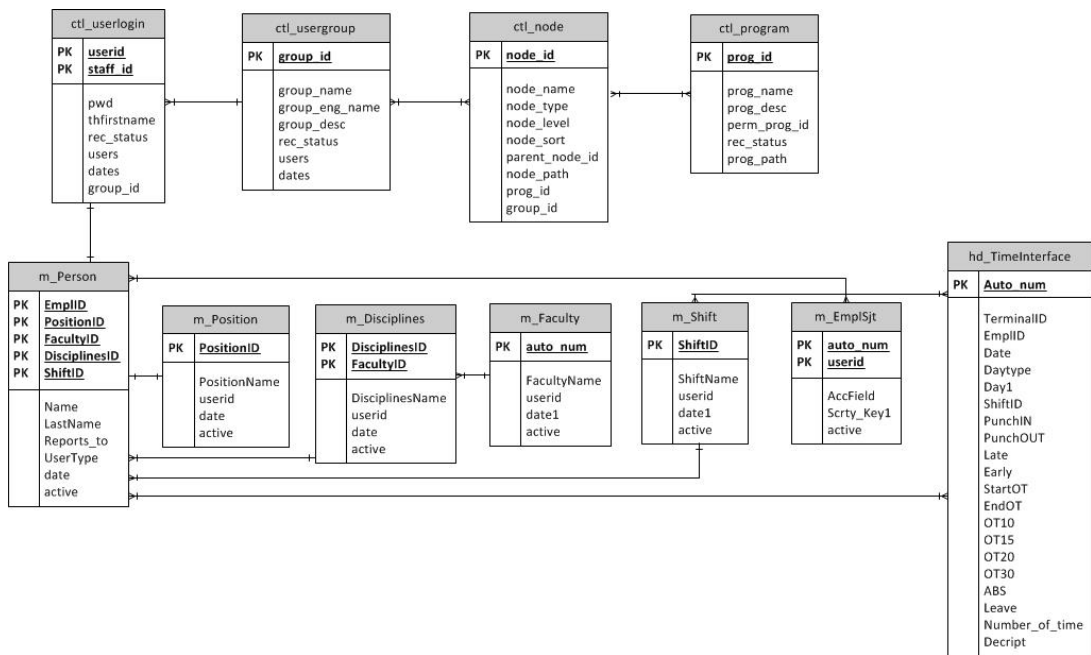 ctl_userlogin
PK userid
PK staff_id
pwd
thfirstname
rec_status
users
dates
group_id
ctl_usergroup
PK group_id
group_name
group_eng_name
group_desc
rec_status
users
dates
ctl_node
PK node_id
node_name
node_type
node_level
node_sort
parent_node_id
node_path
prog_id
group_id
ctl_program
PK prog_id
prog_name
prog_desc
perm_prog_id
rec_status
prog_path
m_Person
PK EmplID
PK PositionID
PK FacultyID
PK DisciplinesID
PK ShiftID
Name
LastName
Reports_to
UserType
date
active
m_Position
PK PositionID
PositionName
userid
date
active
m_Disciplines
PK DisciplinesID
PK FacultyID
DisciplinesName
userid
date
active
m_Faculty
PK auto_num
FacultyName
userid
date1
active
m_Shift
PK ShiftID
ShiftName
userid
date1
active
m_EmplSjt
PK auto_num
PK userid
AccField
Scrty_Key1
active
hd_TimeInterface
PK Auto_num
TerminalID
EmplID
Date
Daytype
Day1
ShiftID
PunchIN
PunchOUT
Late
Early
StartOT
EndOT
OT10
OT15
OT20
OT30
ABS
Leave
Number_of_time
Decript